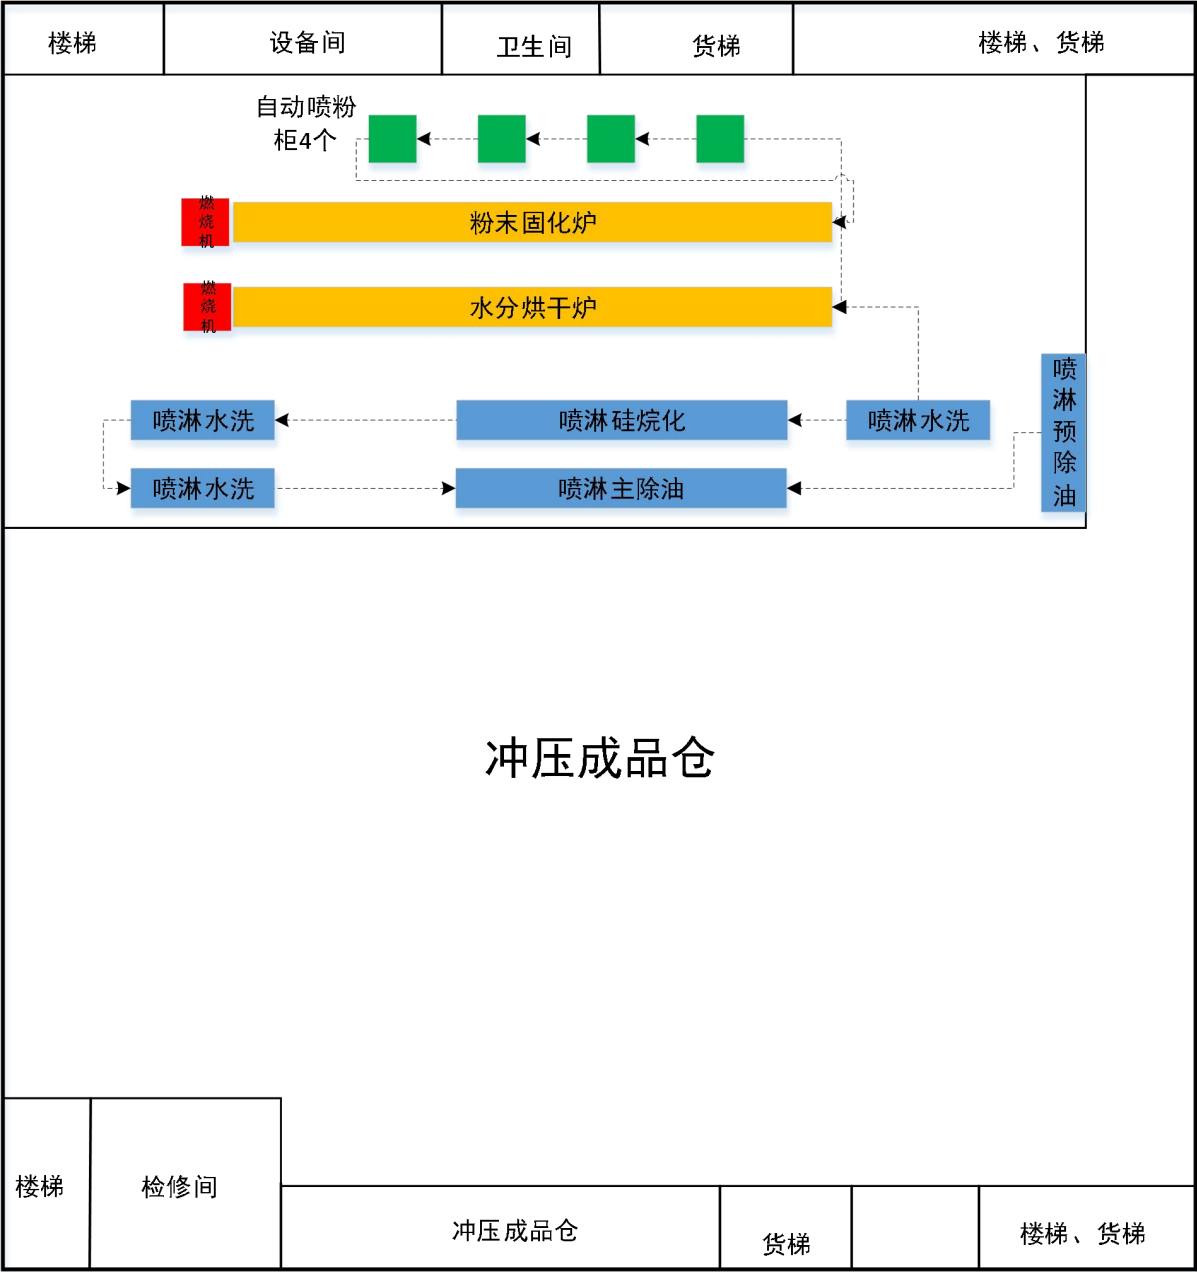 楼梯
设备间
卫生间
货梯
楼梯、货梯
自动喷粉
柜4个
燃
烧
机
粉末固化炉
燃
烧
机
水分烘干炉
喷
淋
预
除
油
喷淋水洗
喷淋硅烷化
喷淋水洗
喷淋水洗
喷淋主除油
冲压成品仓
楼梯
检修间
冲压成品仓
货梯
楼梯、货梯